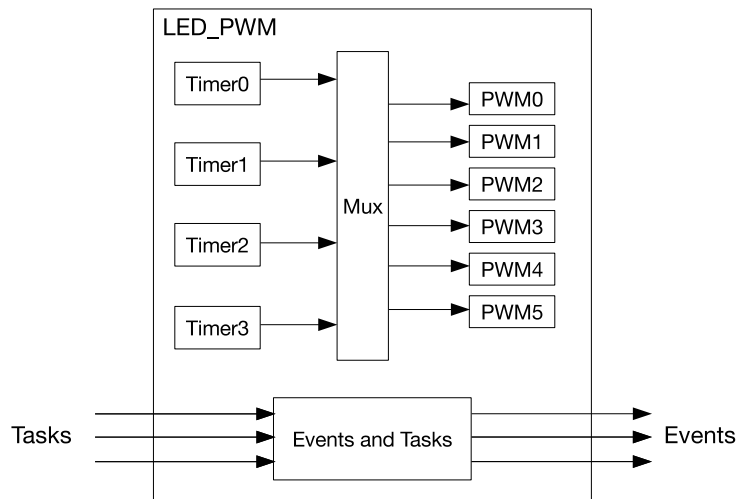 LED_PWM
Timer0
Timer1
Timer2
Timer3
Mux
PWM0
PWM1
PWM2
PWM3
PWM4
PWM5
Tasks
Events and Tasks
Events